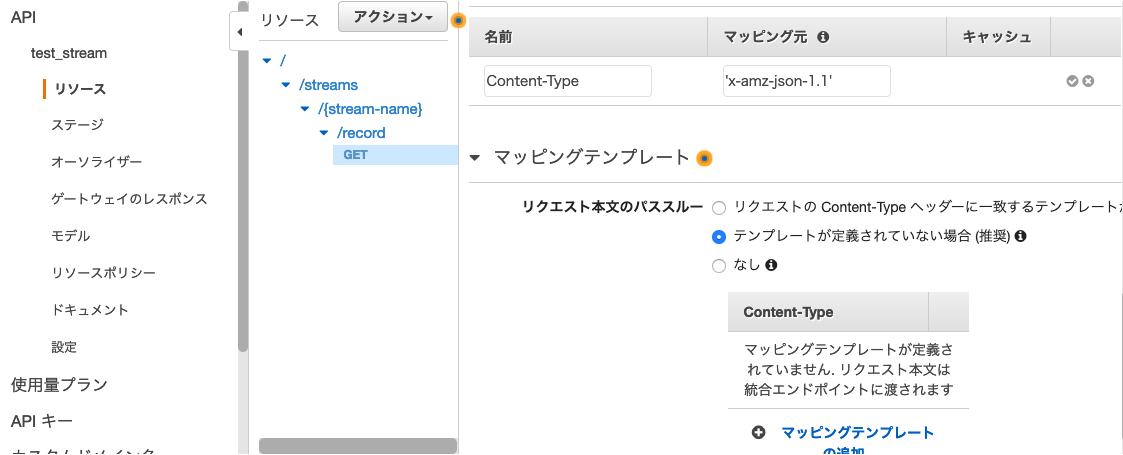 API
test_stream
リソース
ステージ
オーソライザー
ゲートウェイのレスポンス
モデル
リソースポリシー
ドキュメント
設定
使用量プラン
API キー
リソース
アクション
/
/streams
/{stream-name}
/record
GET
名前
マッピング元
キャッシュ
Content-Type
'x-amz-json-1.1'
マッピングテンプレート
リクエスト本文のパススルー
リクエストの Content-Type ヘッダーに一致するテンプレートが
テンプレートが定義されていない場合 (推奨)
なし
Content-Type
マッピングテンプレートが定義さ
れていません. リクエスト本文は
統合エンドポイントに渡されます
マッピングテンプレート
の追加